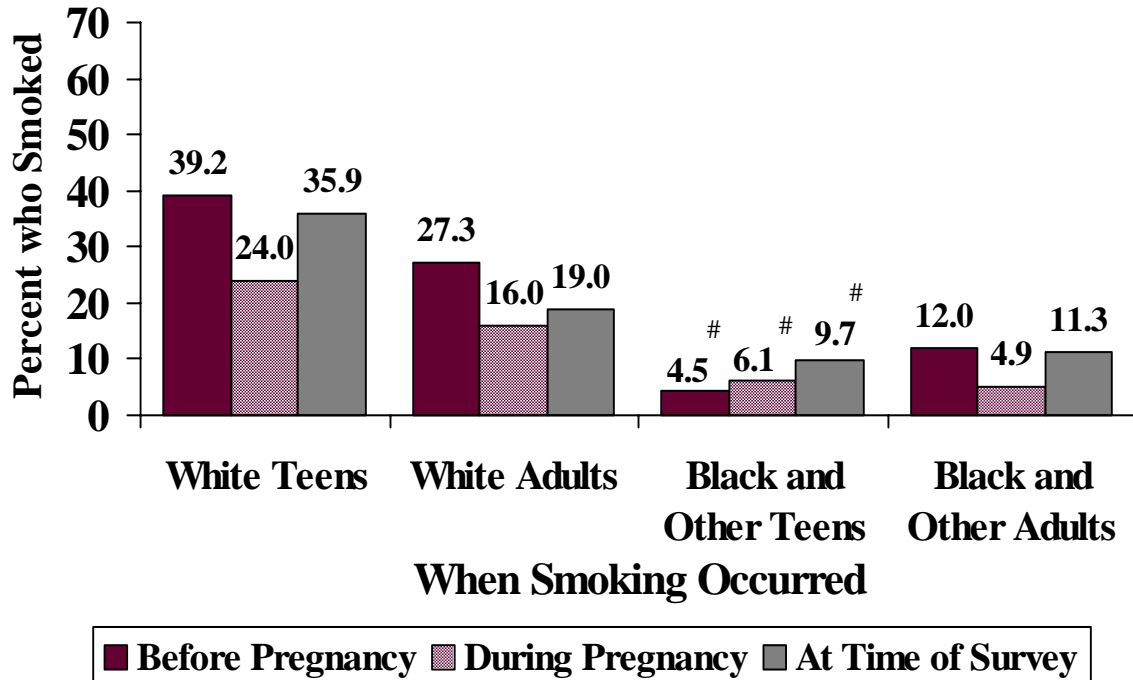 Percent who Smoked
70
60
50
40
30
20
10
0
39.2
24.0
35.9
27.3
16.0
19.0
#
4.5
#
6.1
#
9.7
12.0
4.9
11.3
White Teens
White Adults
Black and
Other Teens
Black and
Other Adults
When Smoking Occurred
Before Pregnancy During Pregnancy At Time of Survey